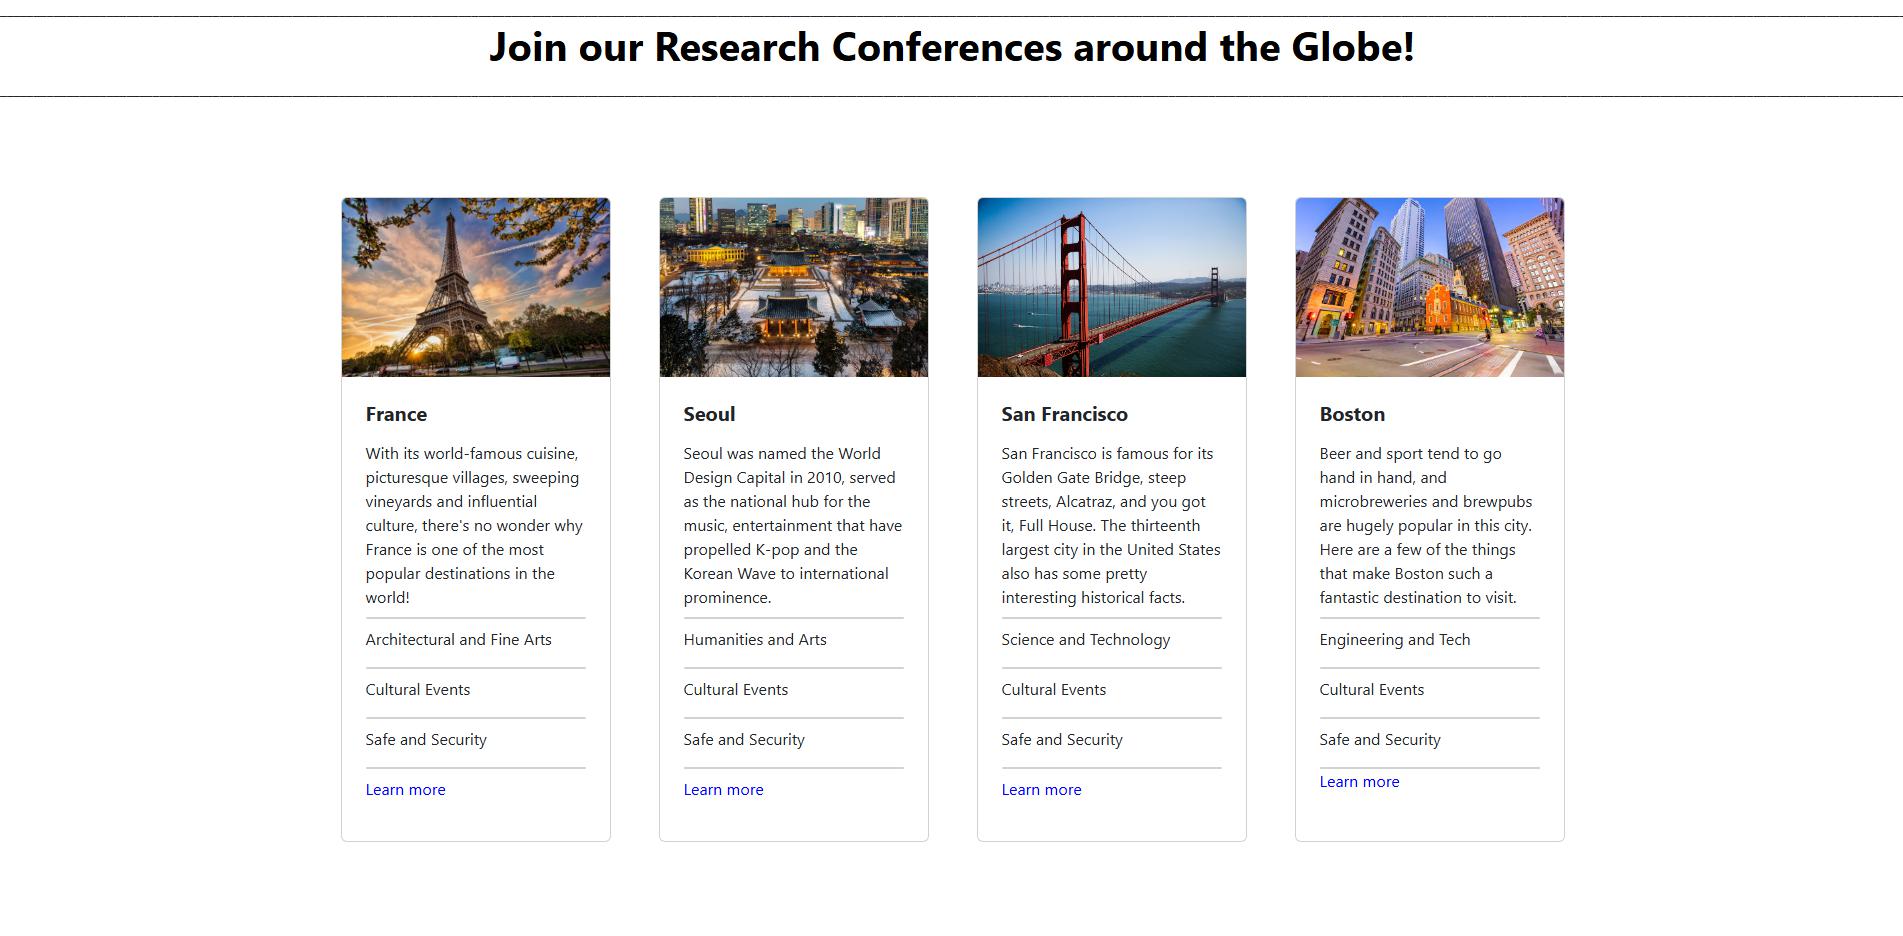 Join our Research Conferences around the Globe!
France
With its world-famous cuisine,
picturesque villages, sweeping
vineyards and influential
culture, there's no wonder why
France is one of the most
popular destinations in the
world!
Architectural and Fine Arts
Cultural Events
Safe and Security
Learn more
Seoul
Seoul was named the World
Design Capital in 2010, served
as the national hub for the
music, entertainment that have
propelled K-pop and the
Korean Wave to international
prominence.
Humanities and Arts
Cultural Events
Safe and Security
Learn more
San Francisco
San Francisco is famous for its
Golden Gate Bridge, steep
streets, Alcatraz, and you got
it, Full House. The thirteenth
largest city in the United States
also has some pretty
interesting historical facts.
Science and Technology
Cultural Events
Safe and Security
Learn more
Boston
Beer and sport tend to go
hand in hand, and
microbreweries and brewpubs
are hugely popular in this city.
Here are a few of the things
that make Boston such a
fantastic destination to visit.
Engineering and Tech
Cultural Events
Safe and Security
Learn more